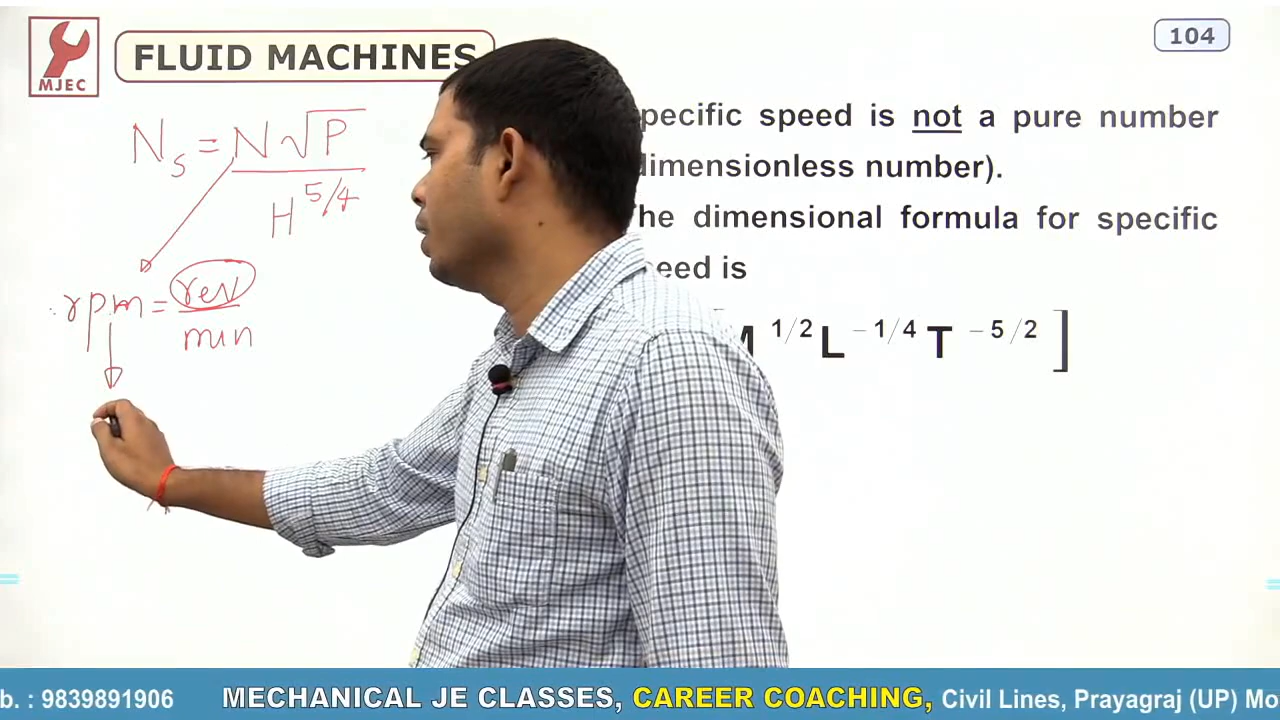 MJEC
FLUID MACHINES
104
N_s = N√P / H^5/4
rpm = rev / min
pecific speed is not a pure number
dimensionless number).
he dimensional formula for specific
eed is
M 1/2 L -1/4 T -5/2 ]
b. : 9839891906 MECHANICAL JE CLASSES, CAREER COACHING, Civil Lines, Prayagraj (UP) Mo